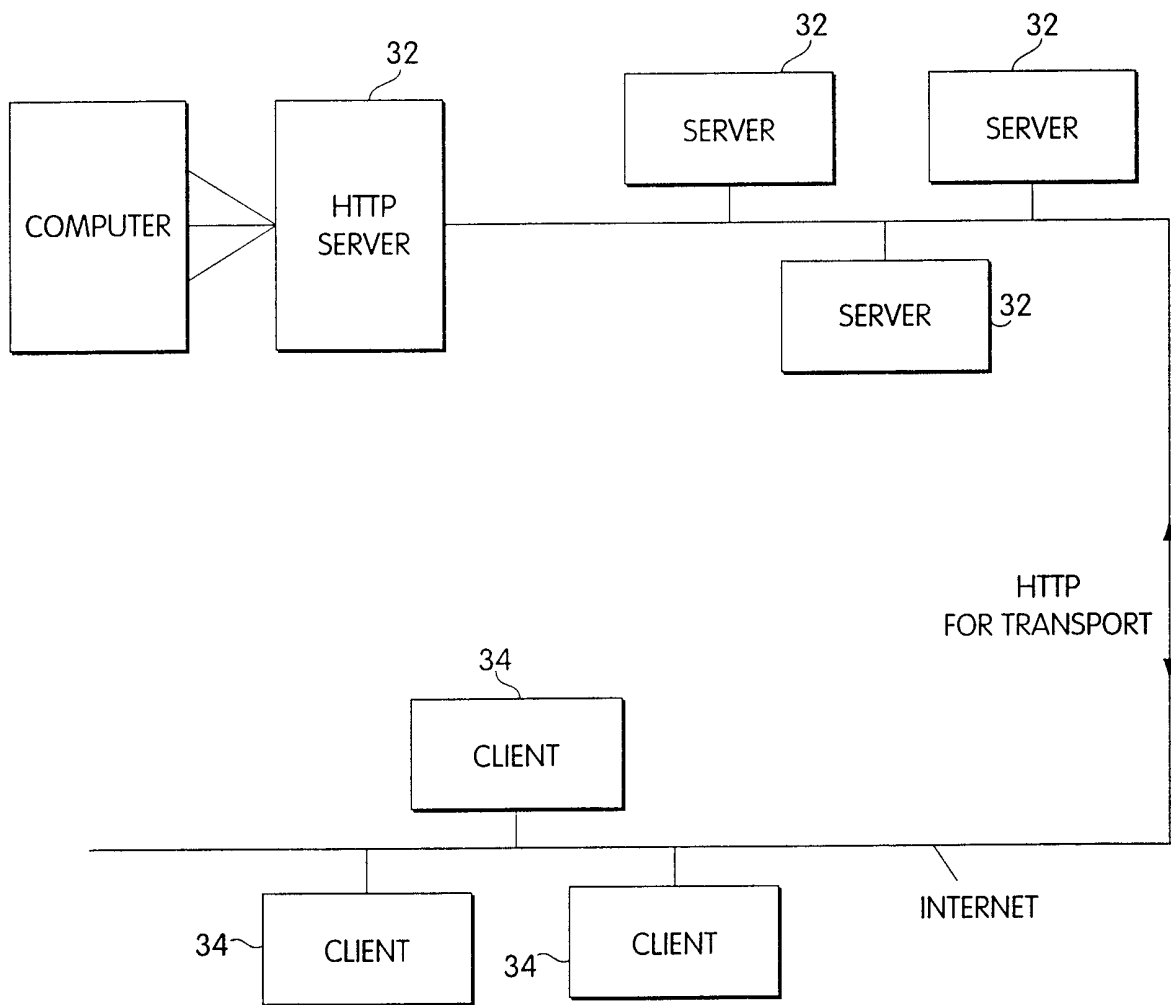 32
32
32
COMPUTER
HTTP
SERVER
SERVER
SERVER
SERVER
32
HTTP
FOR TRANSPORT
34
CLIENT
INTERNET
34
CLIENT
34
CLIENT